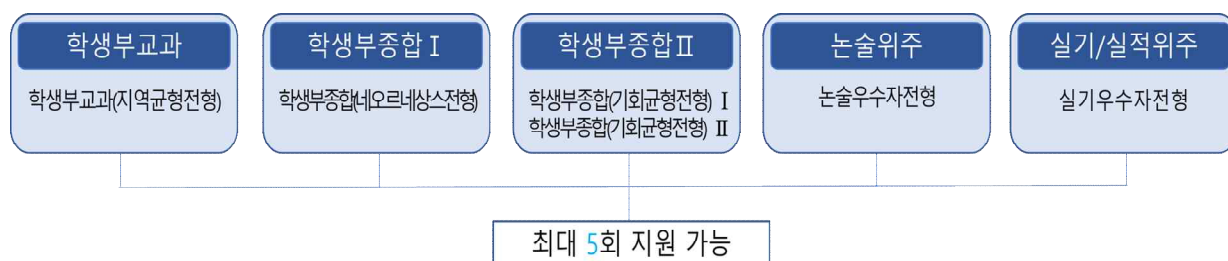 학생부교과
학생부종합Ⅰ
학생부종합Ⅱ
논술위주
실기/실적위주
학생부교과(지역균형전형)
학생부종합(네오르네상스전형)
학생부종합(기회균형전형) Ⅰ
학생부종합(기회균형전형) Ⅱ
논술우수자전형
실기우수자전형
최대 5회 지원 가능